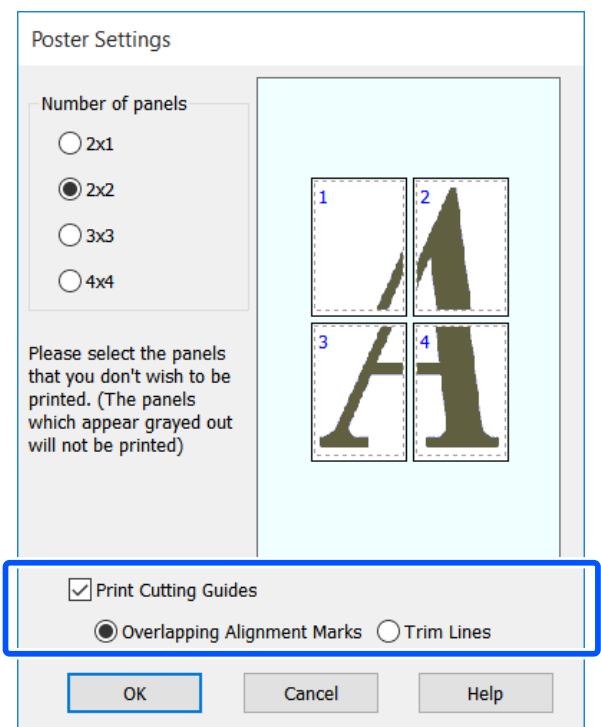 Poster Settings
Number of panels
2x1
2x2
3x3
4x4
1
2
3
4
Please select the panels
that you don't wish to be
printed. (The panels
which appear grayed out
will not be printed)
Print Cutting Guides
Overlapping Alignment Marks Trim Lines
OK Cancel Help